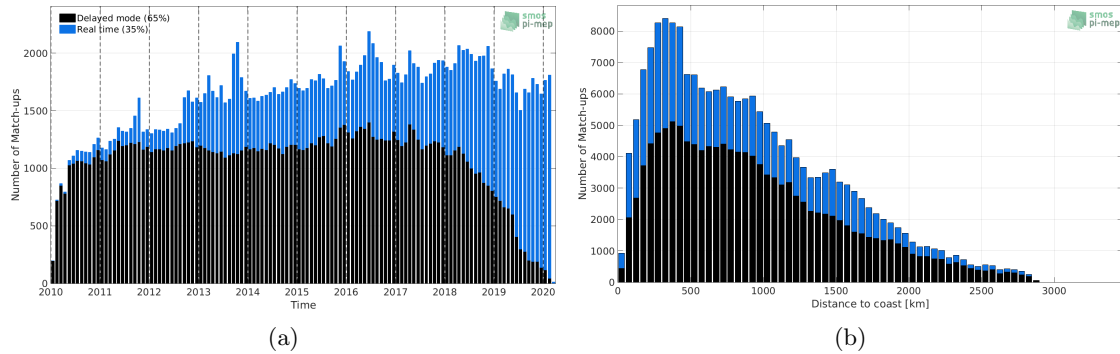 Delayed mode (65%)
Real time (35%)
smos
pi-mep
Number of Match-ups
2000
1500
1000
500
0
2010 2011 2012 2013 2014 2015 2016 2017 2018 2019 2020
Time
(a)
smos
pi-mep
Number of Match-ups
8000
7000
6000
5000
4000
3000
2000
1000
0
0 500 1000 1500 2000 2500 3000
Distance to coast [km]
(b)